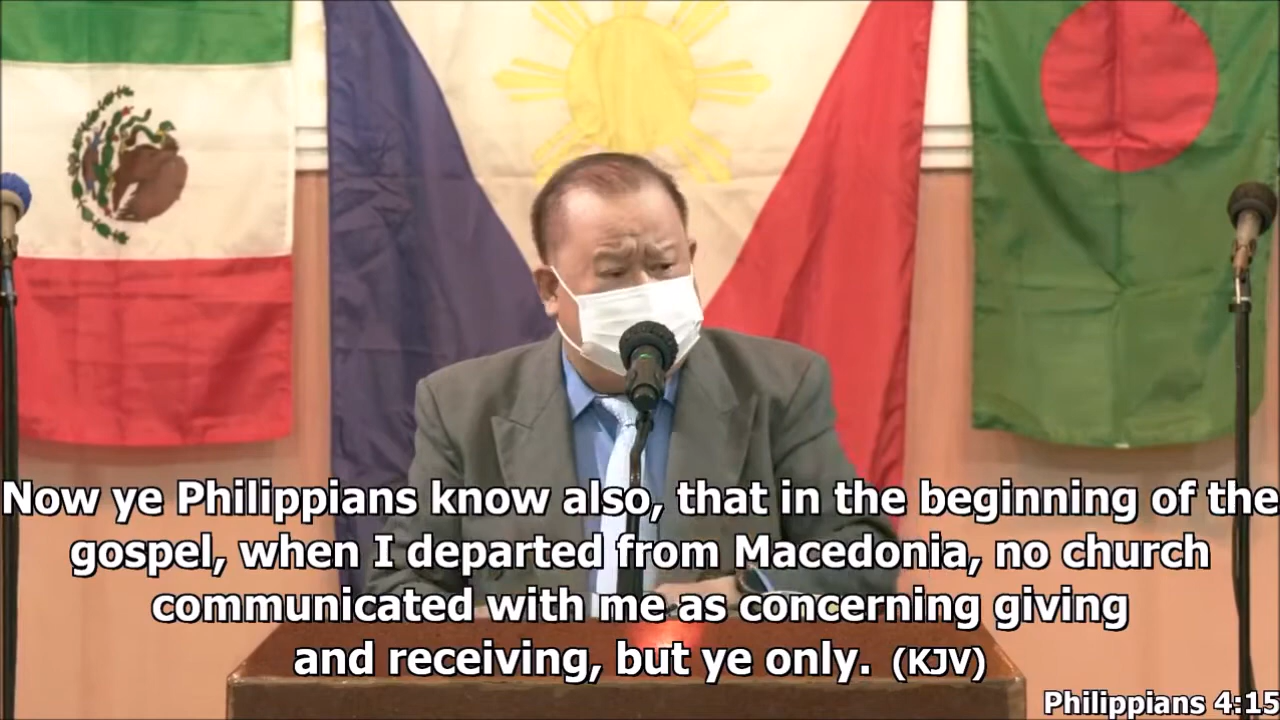 Now ye Philippians know also, that in the beginning of the
gospel, when I departed from Macedonia, no church
communicated with me as concerning giving
and receiving, but ye only. (KJV)
Philippians 4:15